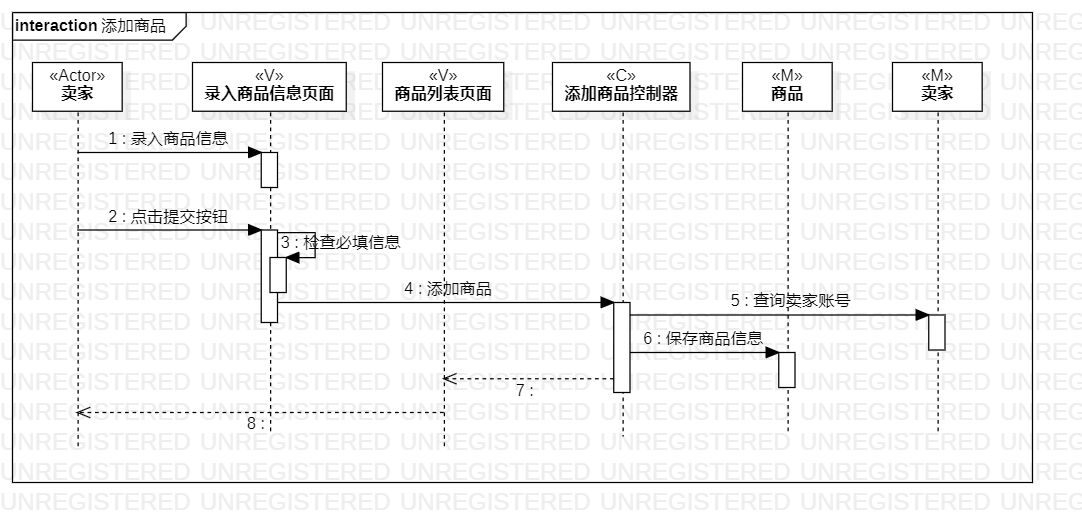 interaction 添加商品
«Actor»
卖家
«V»
录入商品信息页面
«V»
商品列表页面
«C»
添加商品控制器
«M»
商品
«M»
卖家
1 : 录入商品信息
2 : 点击提交按钮
3 : 检查必填信息
4 : 添加商品
5 : 查询卖家账号
6 : 保存商品信息
7 :
8 :
UNREGISTERED